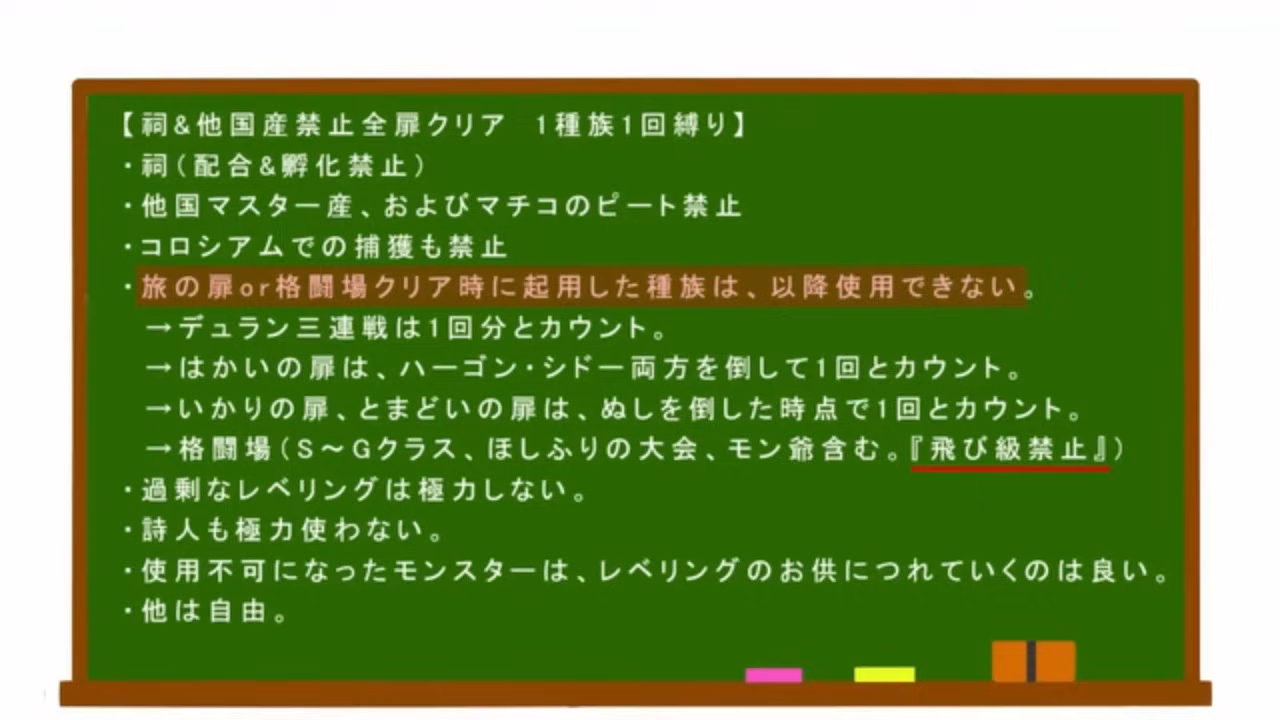 【祠&他国産禁止全扉クリア　1種族1回縛り】
・祠(配合&孵化禁止)
・他国マスター産、およびマチコのピート禁止
・コロシアムでの捕獲も禁止
・旅の扉or格闘場クリア時に起用した種族は、以降使用できない。
→デュラン三連戦は1回分とカウント。
→はかいの扉は、ハーゴン・シドー両方を倒して1回とカウント。
→いかりの扉、とまどいの扉は、ぬしを倒した時点で1回とカウント。
→格闘場(S～Gクラス、ほしふりの大会、モン爺含む。『飛び級禁止』)
・過剰なレベリングは極力しない。
・詩人も極力使わない。
・使用不可になったモンスターは、レベリングのお供につれていくのは良い。
・他は自由。